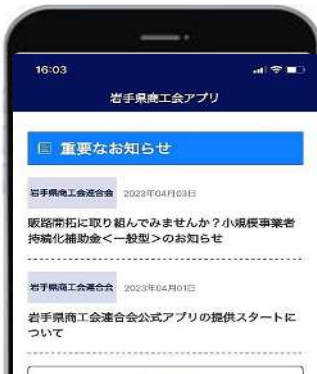 16:03
岩手県商工会アプリ
重要なお知らせ
岩手県商工会連合会 2023年04月03日
販路開拓に取り組んでみませんか？小規模事業者
持続化補助金<一般型>のお知らせ
岩手県商工会連合会 2023年04月01日
岩手県商工会連合会公式アプリの提供スタートに
ついて